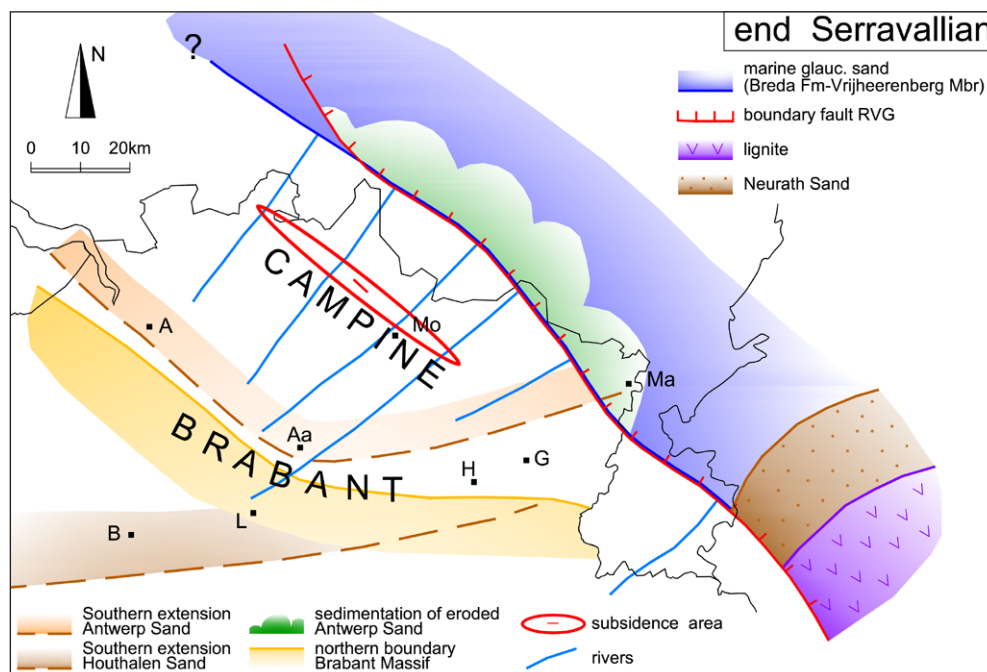 end Serravallian
?
N
0 10 20km
marine glauc. sand
(Breda Fm-Vrijheerenberg Mbr)
boundary fault RVG
lignite
Neurath Sand
CAMPINE
A
Mo
Ma
Aa
BRABANT
H
G
L
B
Southern extension
Antwerp Sand
Southern extension
Houthalen Sand
sedimentation of eroded
Antwerp Sand
northern boundary
Brabant Massif
subsidence area
rivers